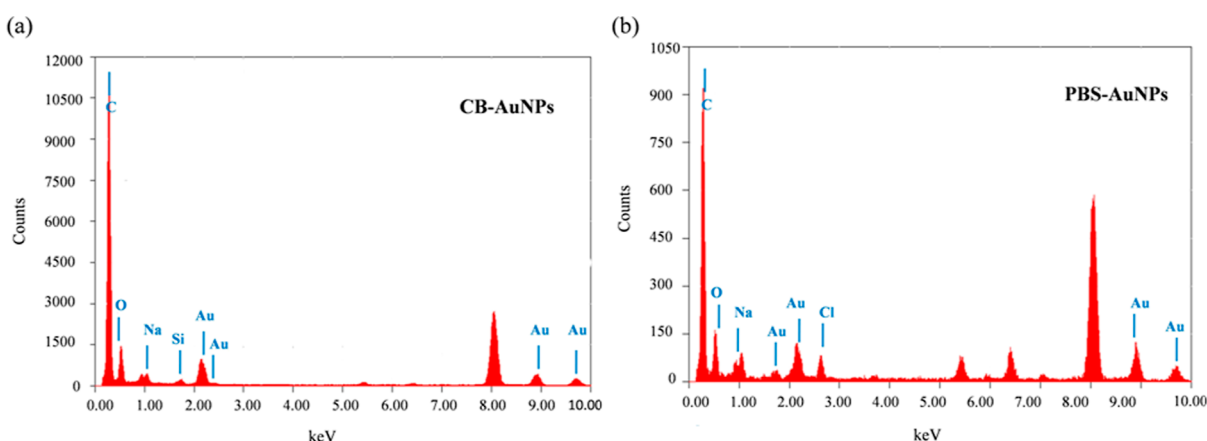 (a)
12000
10500
9000
7500
6000
4500
3000
1500
0
Counts
CB-AuNPs
C
O
Na
Si
Au
Au
Au
Au
0.00 1.00 2.00 3.00 4.00 5.00 6.00 7.00 8.00 9.00 10.00
keV
(b)
1050
900
750
600
450
300
150
0
Counts
PBS-AuNPs
C
O
Na
Au
Au
Cl
Au
Au
0.00 1.00 2.00 3.00 4.00 5.00 6.00 7.00 8.00 9.00 10.00
keV